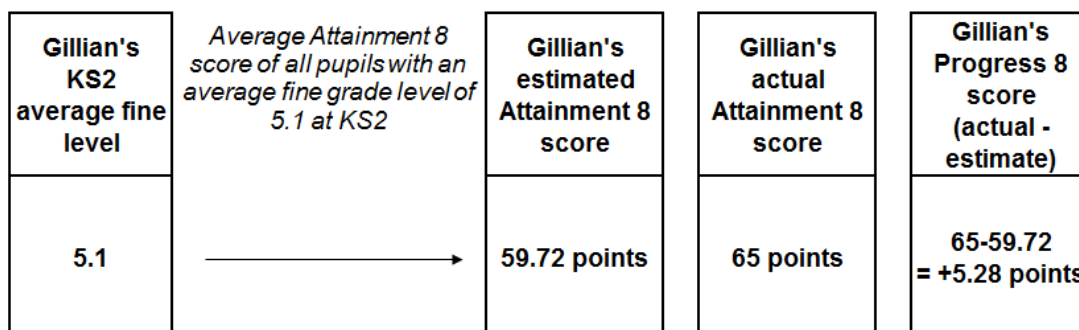 Gillian's
KS2
average fine
level
Average Attainment 8
score of all pupils with an
average fine grade level of
5.1 at KS2
Gillian's
estimated
Attainment 8
score
Gillian's
actual
Attainment 8
score
Gillian's
Progress 8
score
(actual -
estimate)
5.1
59.72 points
65 points
65-59.72
= +5.28 points